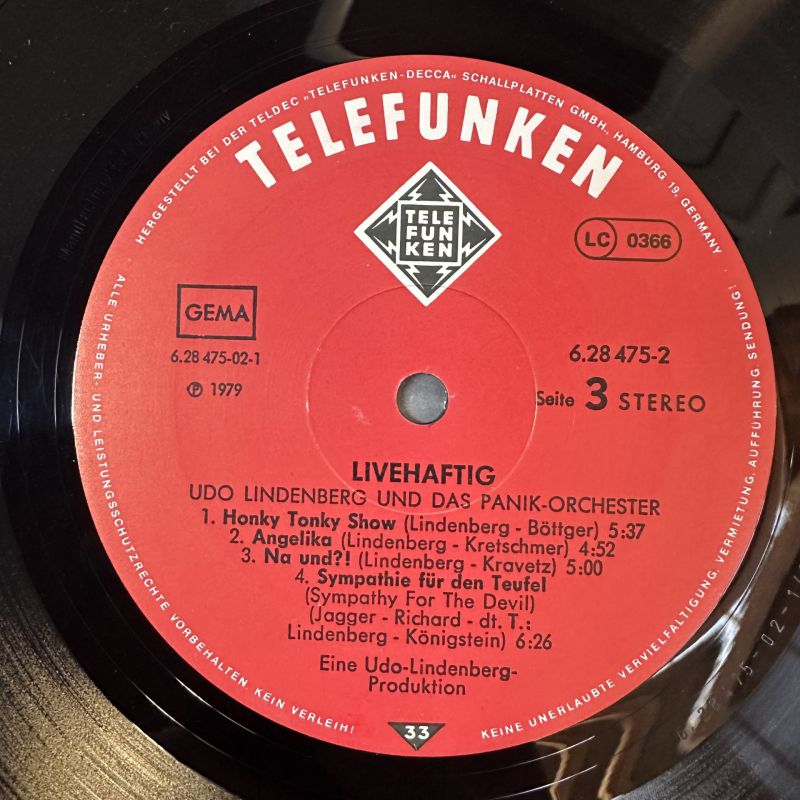 HERGESTELLT BEI DER TELDEC »TELEFUNKEN-DECCA« SCHALLPLATTEN GMBH., HAMBURG 19, GERMANY
TELEFUNKEN
TELE
FUN
KEN
LC 0366
GEMA
6.28 475-02-1
℗ 1979
6.28 475-2
Seite 3 STEREO
LIVEHAFTIG
UDO LINDENBERG UND DAS PANIK-ORCHESTER
1. Honky Tonky Show (Lindenberg - Böttger) 5:37
2. Angelika (Lindenberg - Kretschmer) 4:52
3. Na und?! (Lindenberg - Kravetz) 5:00
4. Sympathie für den Teufel
(Sympathy For The Devil)
(Jagger - Richard - dt. T.:
Lindenberg - Königstein) 6:26
Eine Udo-Lindenberg-
Produktion
33
ALLE URHEBER- UND LEISTUNGSSCHUTZRECHTE VORBEHALTEN. KEIN VERLEIH!
KEINE UNERLAUBTE VERVIELFÄLTIGUNG, VERMIETUNG, AUFFÜHRUNG, SENDUNG!